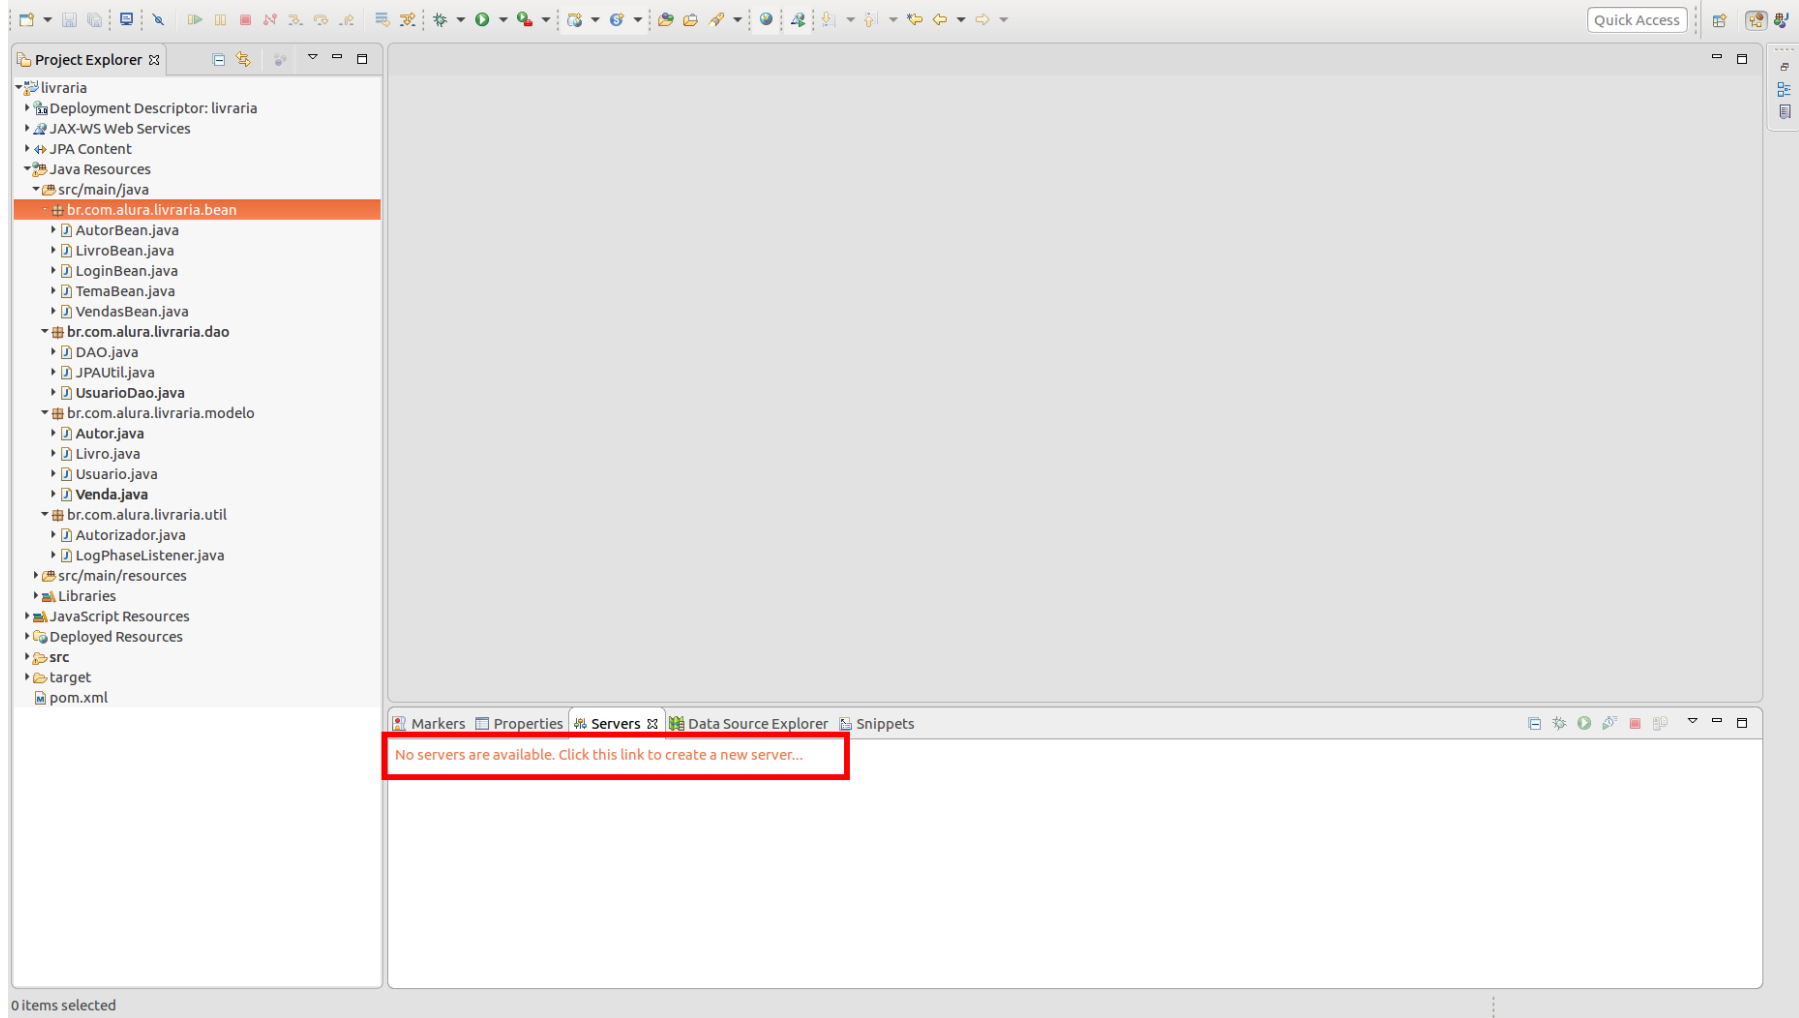 Quick Access
Project Explorer
livraria
Deployment Descriptor: livraria
JAX-WS Web Services
JPA Content
Java Resources
src/main/java
br.com.alura.livraria.bean
AutorBean.java
LivroBean.java
LoginBean.java
TemaBean.java
VendasBean.java
br.com.alura.livraria.dao
DAO.java
JPAUtil.java
UsuarioDao.java
br.com.alura.livraria.modelo
Autor.java
Livro.java
Usuario.java
Venda.java
br.com.alura.livraria.util
Autorizador.java
LogPhaseListener.java
src/main/resources
Libraries
JavaScript Resources
Deployed Resources
src
target
pom.xml
Markers Properties Servers Data Source Explorer Snippets
No servers are available. Click this link to create a new server...
0 items selected